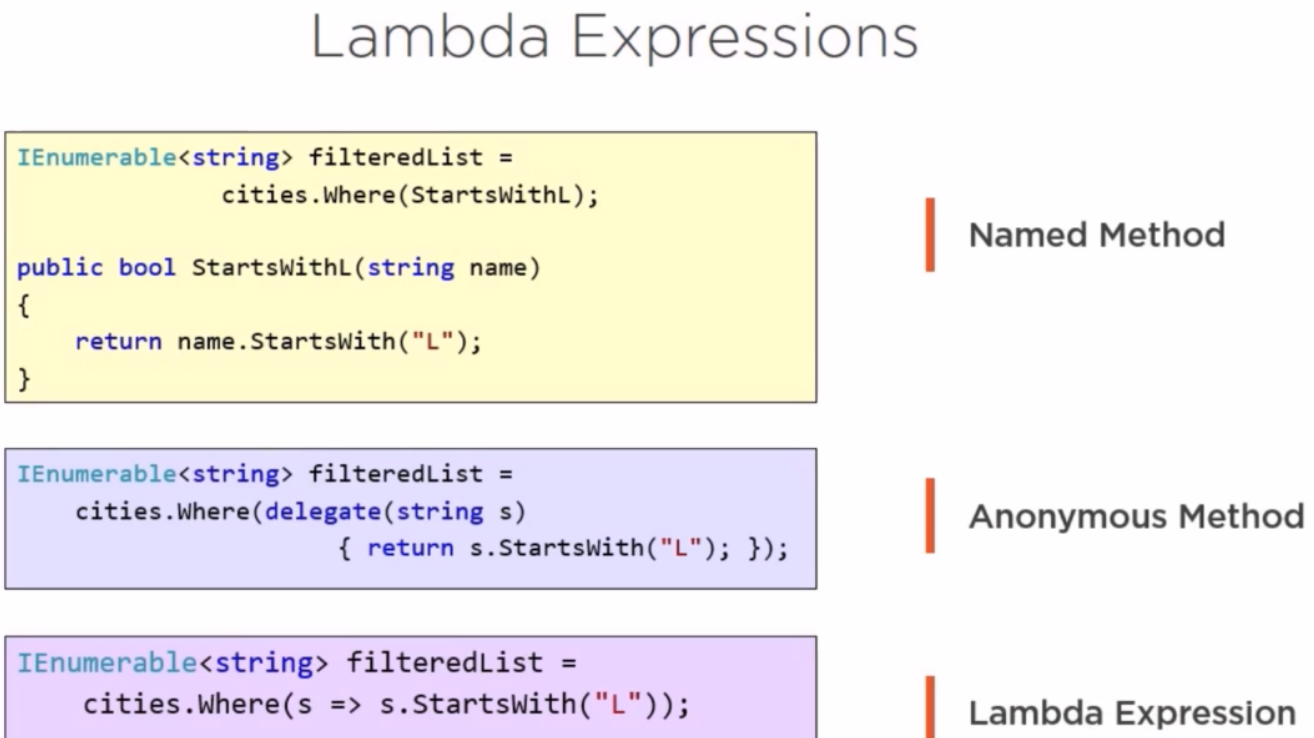 Lambda Expressions
IEnumerable<string> filteredList =
cities.Where(StartsWithL);
public bool StartsWithL(string name)
{
return name.StartsWith("L");
}
Named Method
IEnumerable<string> filteredList =
cities.Where(delegate(string s)
{ return s.StartsWith("L"); });
Anonymous Method
IEnumerable<string> filteredList =
cities.Where(s => s.StartsWith("L"));
Lambda Expression